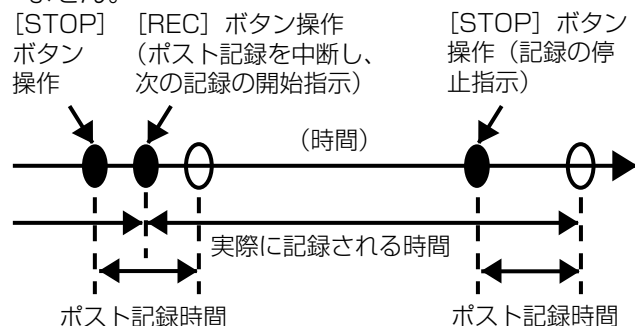 [STOP]
ボタン
操作
[REC] ボタン操作
(ポスト記録を中断し、
次の記録の開始指示)
[STOP] ボタン
操作(記録の停
止指示)
(時間)
実際に記録される時間
ポスト記録時間
ポスト記録時間